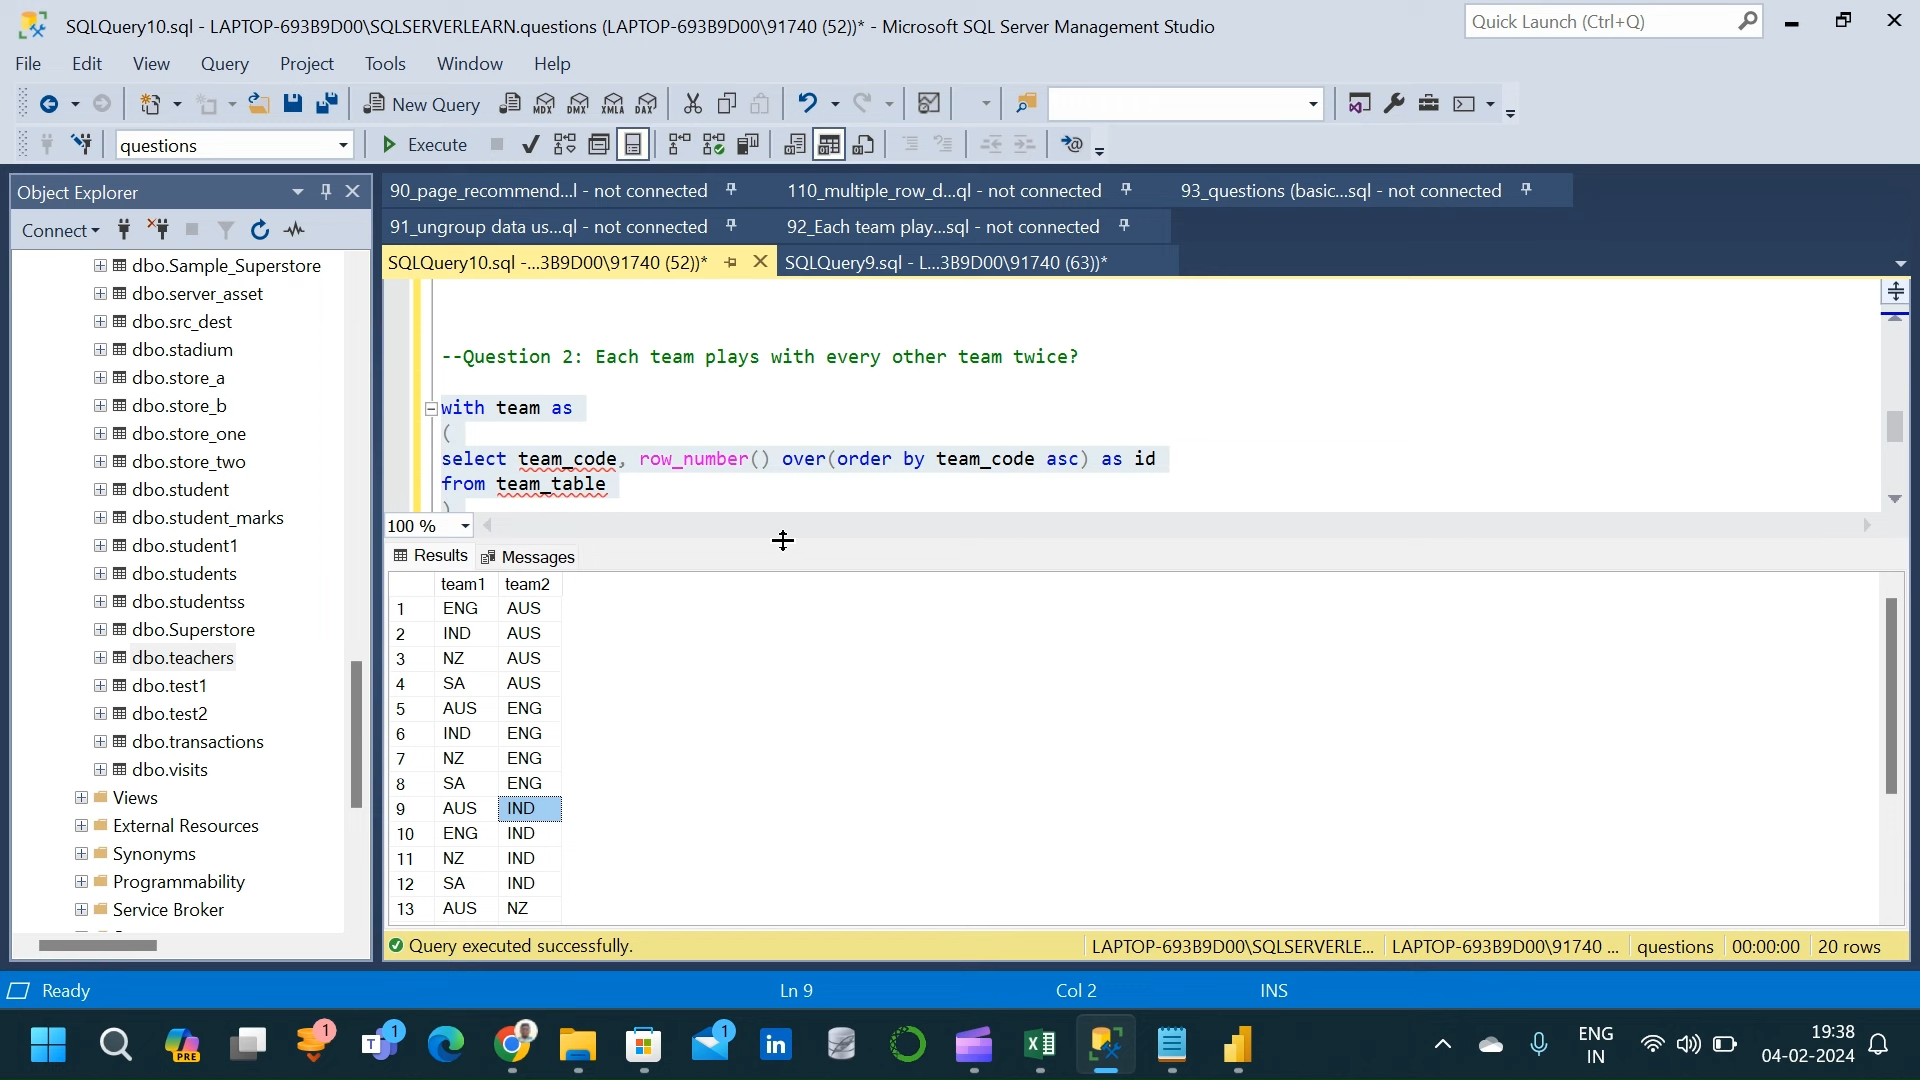 SQLQuery10.sql - LAPTOP-693B9D00\SQLSERVERLEARN.questions (LAPTOP-693B9D00\91740 (52))* - Microsoft SQL Server Management Studio
Quick Launch (Ctrl+Q)
File Edit View Query Project Tools Window Help
New Query
MDX DMX XMLA DAX
questions
Execute
Object Explorer
Connect
dbo.Sample_Superstore
dbo.server_asset
dbo.src_dest
dbo.stadium
dbo.store_a
dbo.store_b
dbo.store_one
dbo.store_two
dbo.student
dbo.student_marks
dbo.student1
dbo.students
dbo.studentss
dbo.Superstore
dbo.teachers
dbo.test1
dbo.test2
dbo.transactions
dbo.visits
Views
External Resources
Synonyms
Programmability
Service Broker
90_page_recommend...l - not connected
110_multiple_row_d...ql - not connected
93_questions (basic...sql - not connected
91_ungroup data us...ql - not connected
92_Each team play...sql - not connected
SQLQuery10.sql -...3B9D00\91740 (52))*
SQLQuery9.sql - L...3B9D00\91740 (63))*
--Question 2: Each team plays with every other team twice?
with team as
(
select team_code, row_number() over(order by team_code asc) as id
from team_table
)
100 %
Results Messages
team1 team2
1 ENG AUS
2 IND AUS
3 NZ AUS
4 SA AUS
5 AUS ENG
6 IND ENG
7 NZ ENG
8 SA ENG
9 AUS IND
10 ENG IND
11 NZ IND
12 SA IND
13 AUS NZ
Query executed successfully.
LAPTOP-693B9D00\SQLSERVERLE...
LAPTOP-693B9D00\91740 ...
questions
00:00:00
20 rows
Ready
Ln 9
Col 2
INS
PRE
1
T 1
1
in
ENG
IN
19:38
04-02-2024